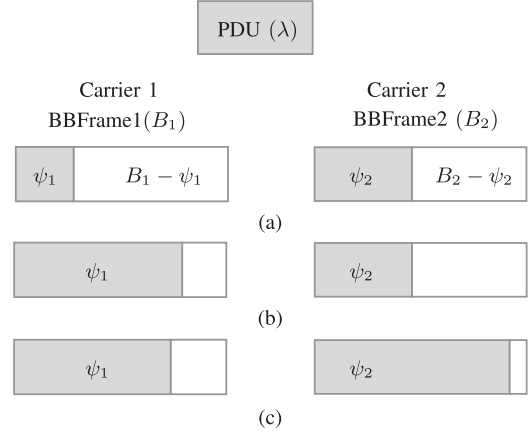 PDU (λ)
Carrier 1
BBFrame1(B₁)
Carrier 2
BBFrame2 (B₂)
ψ₁
B₁ − ψ₁
ψ₂
B₂ − ψ₂
(a)
ψ₁
ψ₂
(b)
ψ₁
ψ₂
(c)